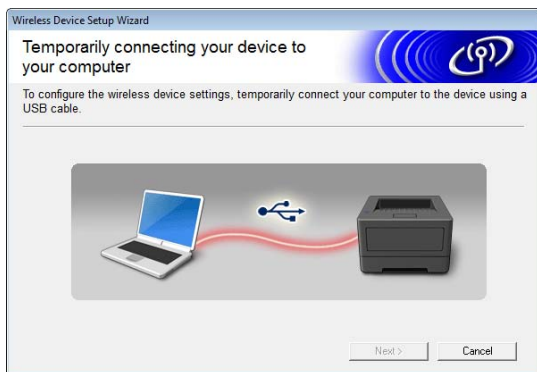 Wireless Device Setup Wizard
Temporarily connecting your device to
your computer
To configure the wireless device settings, temporarily connect your computer to the device using a
USB cable.
Next >
Cancel